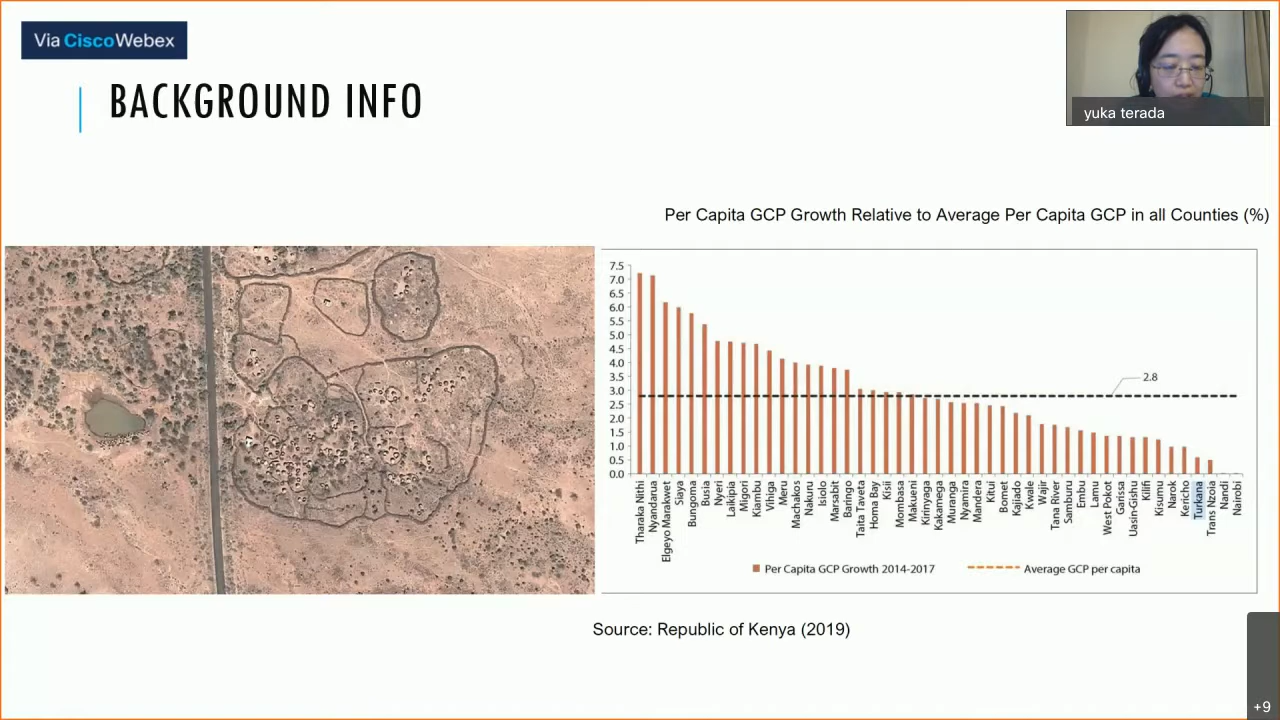 Via Cisco Webex
BACKGROUND INFO
yuka terada
Per Capita GCP Growth Relative to Average Per Capita GCP in all Counties (%)
7.5
7.0
6.5
6.0
5.5
5.0
4.5
4.0
3.5
3.0
2.5
2.0
1.5
1.0
0.5
0.0
2.8
Tharaka Nithi
Nyandarua
Elgeyo Marakwet
Siaya
Bungoma
Busia
Nyeri
Laikipia
Migori
Kiambu
Vihiga
Meru
Machakos
Nakuru
Isiolo
Marsabit
Baringo
Taita Taveta
Homa Bay
Kisii
Mombasa
Makueni
Kirinyaga
Kakamega
Muranga
Nyamira
Mandera
Kitui
Bomet
Kajiado
Kwale
Wajir
Tana River
Samburu
Embu
Lamu
West Pokot
Garissa
Uasin-Gishu
Kilifi
Kisumu
Narok
Kericho
Turkana
Trans Nzoia
Nandi
Nairobi
Per Capita GCP Growth 2014-2017
Average GCP per capita
Source: Republic of Kenya (2019)
+9